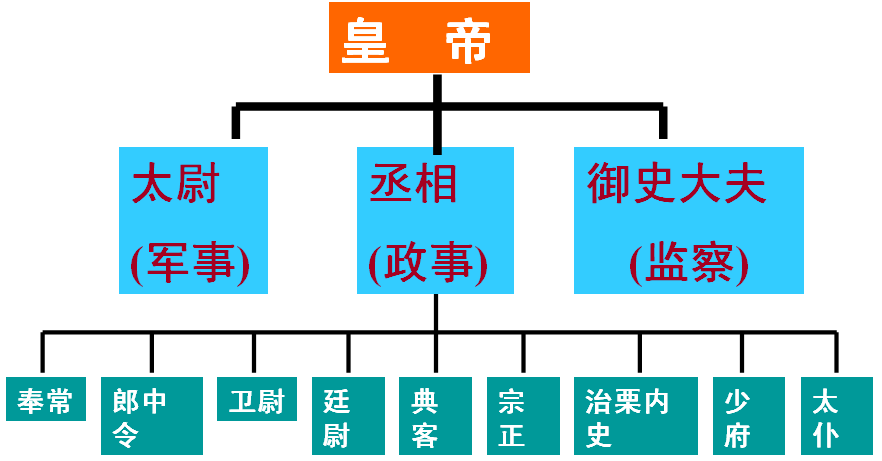 皇 帝
太尉
(军事)
丞相
(政事)
御史大夫
(监察)
奉常
郎中
令
卫尉
廷
尉
典
客
宗
正
治栗内
史
少
府
太
仆